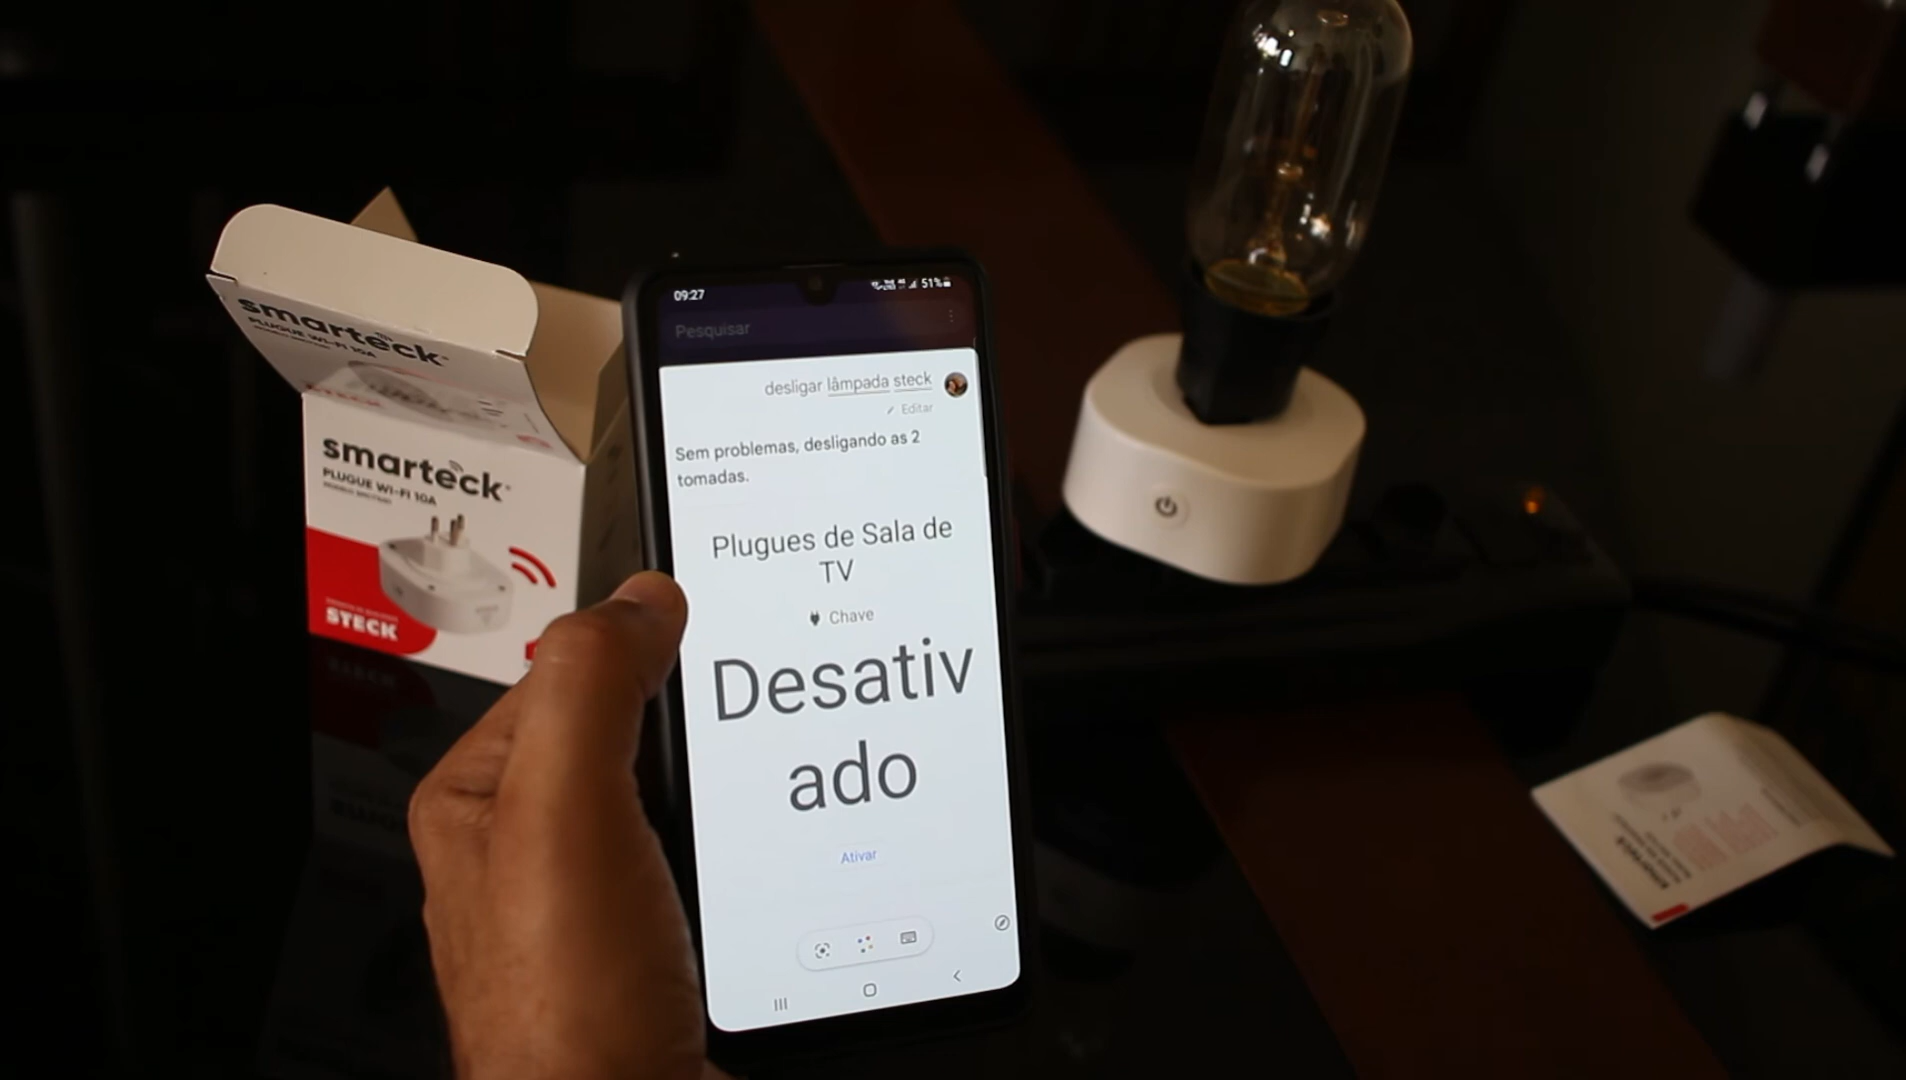 smarteck
PLUGUE WI-FI 10A
STECK
smarteck
PLUGUE WI-FI 10A
STECK
09:27
51%
Pesquisar
desligar lâmpada steck
Editar
Sem problemas, desligando as 2
tomadas.
Plugues de Sala de
TV
Chave
Desativ
ado
Ativar